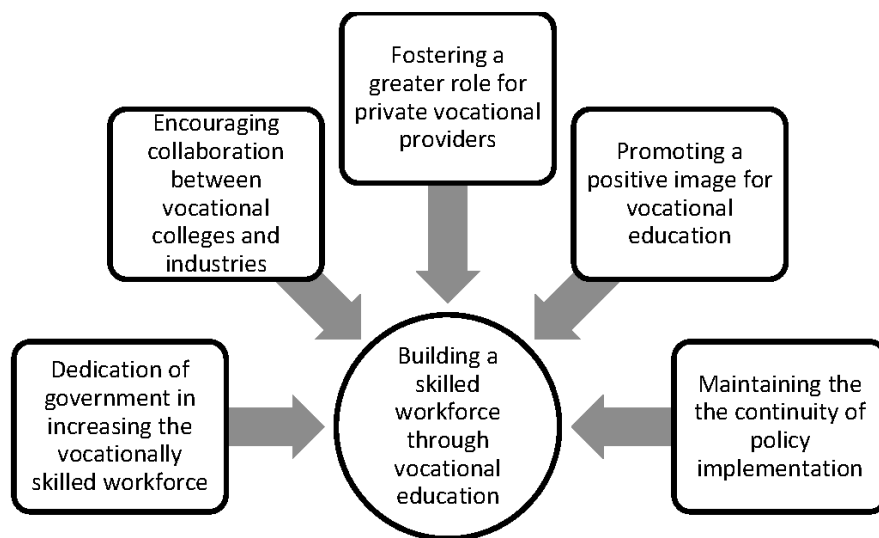 Fostering a
greater role for
private vocational
providers
Encouraging
collaboration
between
vocational
colleges and
industries
Promoting a
positive image for
vocational
education
Dedication of
government in
increasing the
vocationally
skilled workforce
Building a
skilled
workforce
through
vocational
education
Maintaining the
the continuity of
policy
implementation